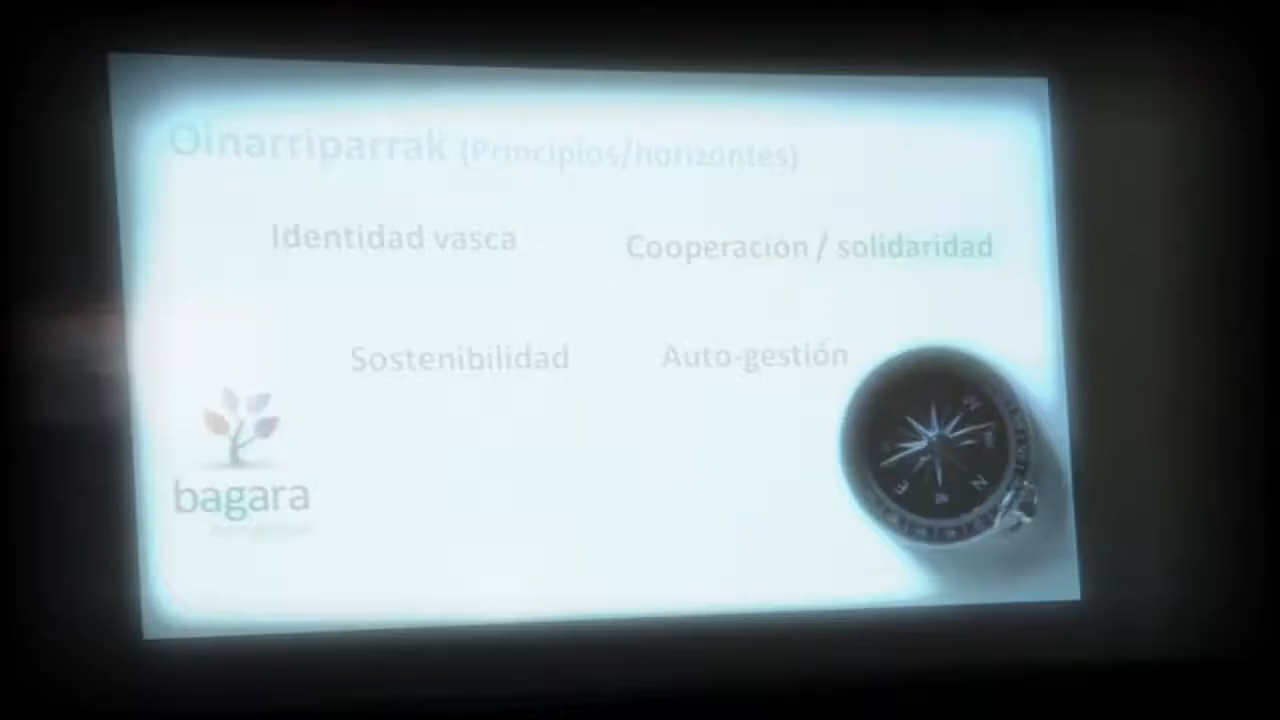 Oinarriparrak (Principios/horizontes)
Identidad vasca
Cooperación / solidaridad
Sostenibilidad
Auto-gestión
bagara